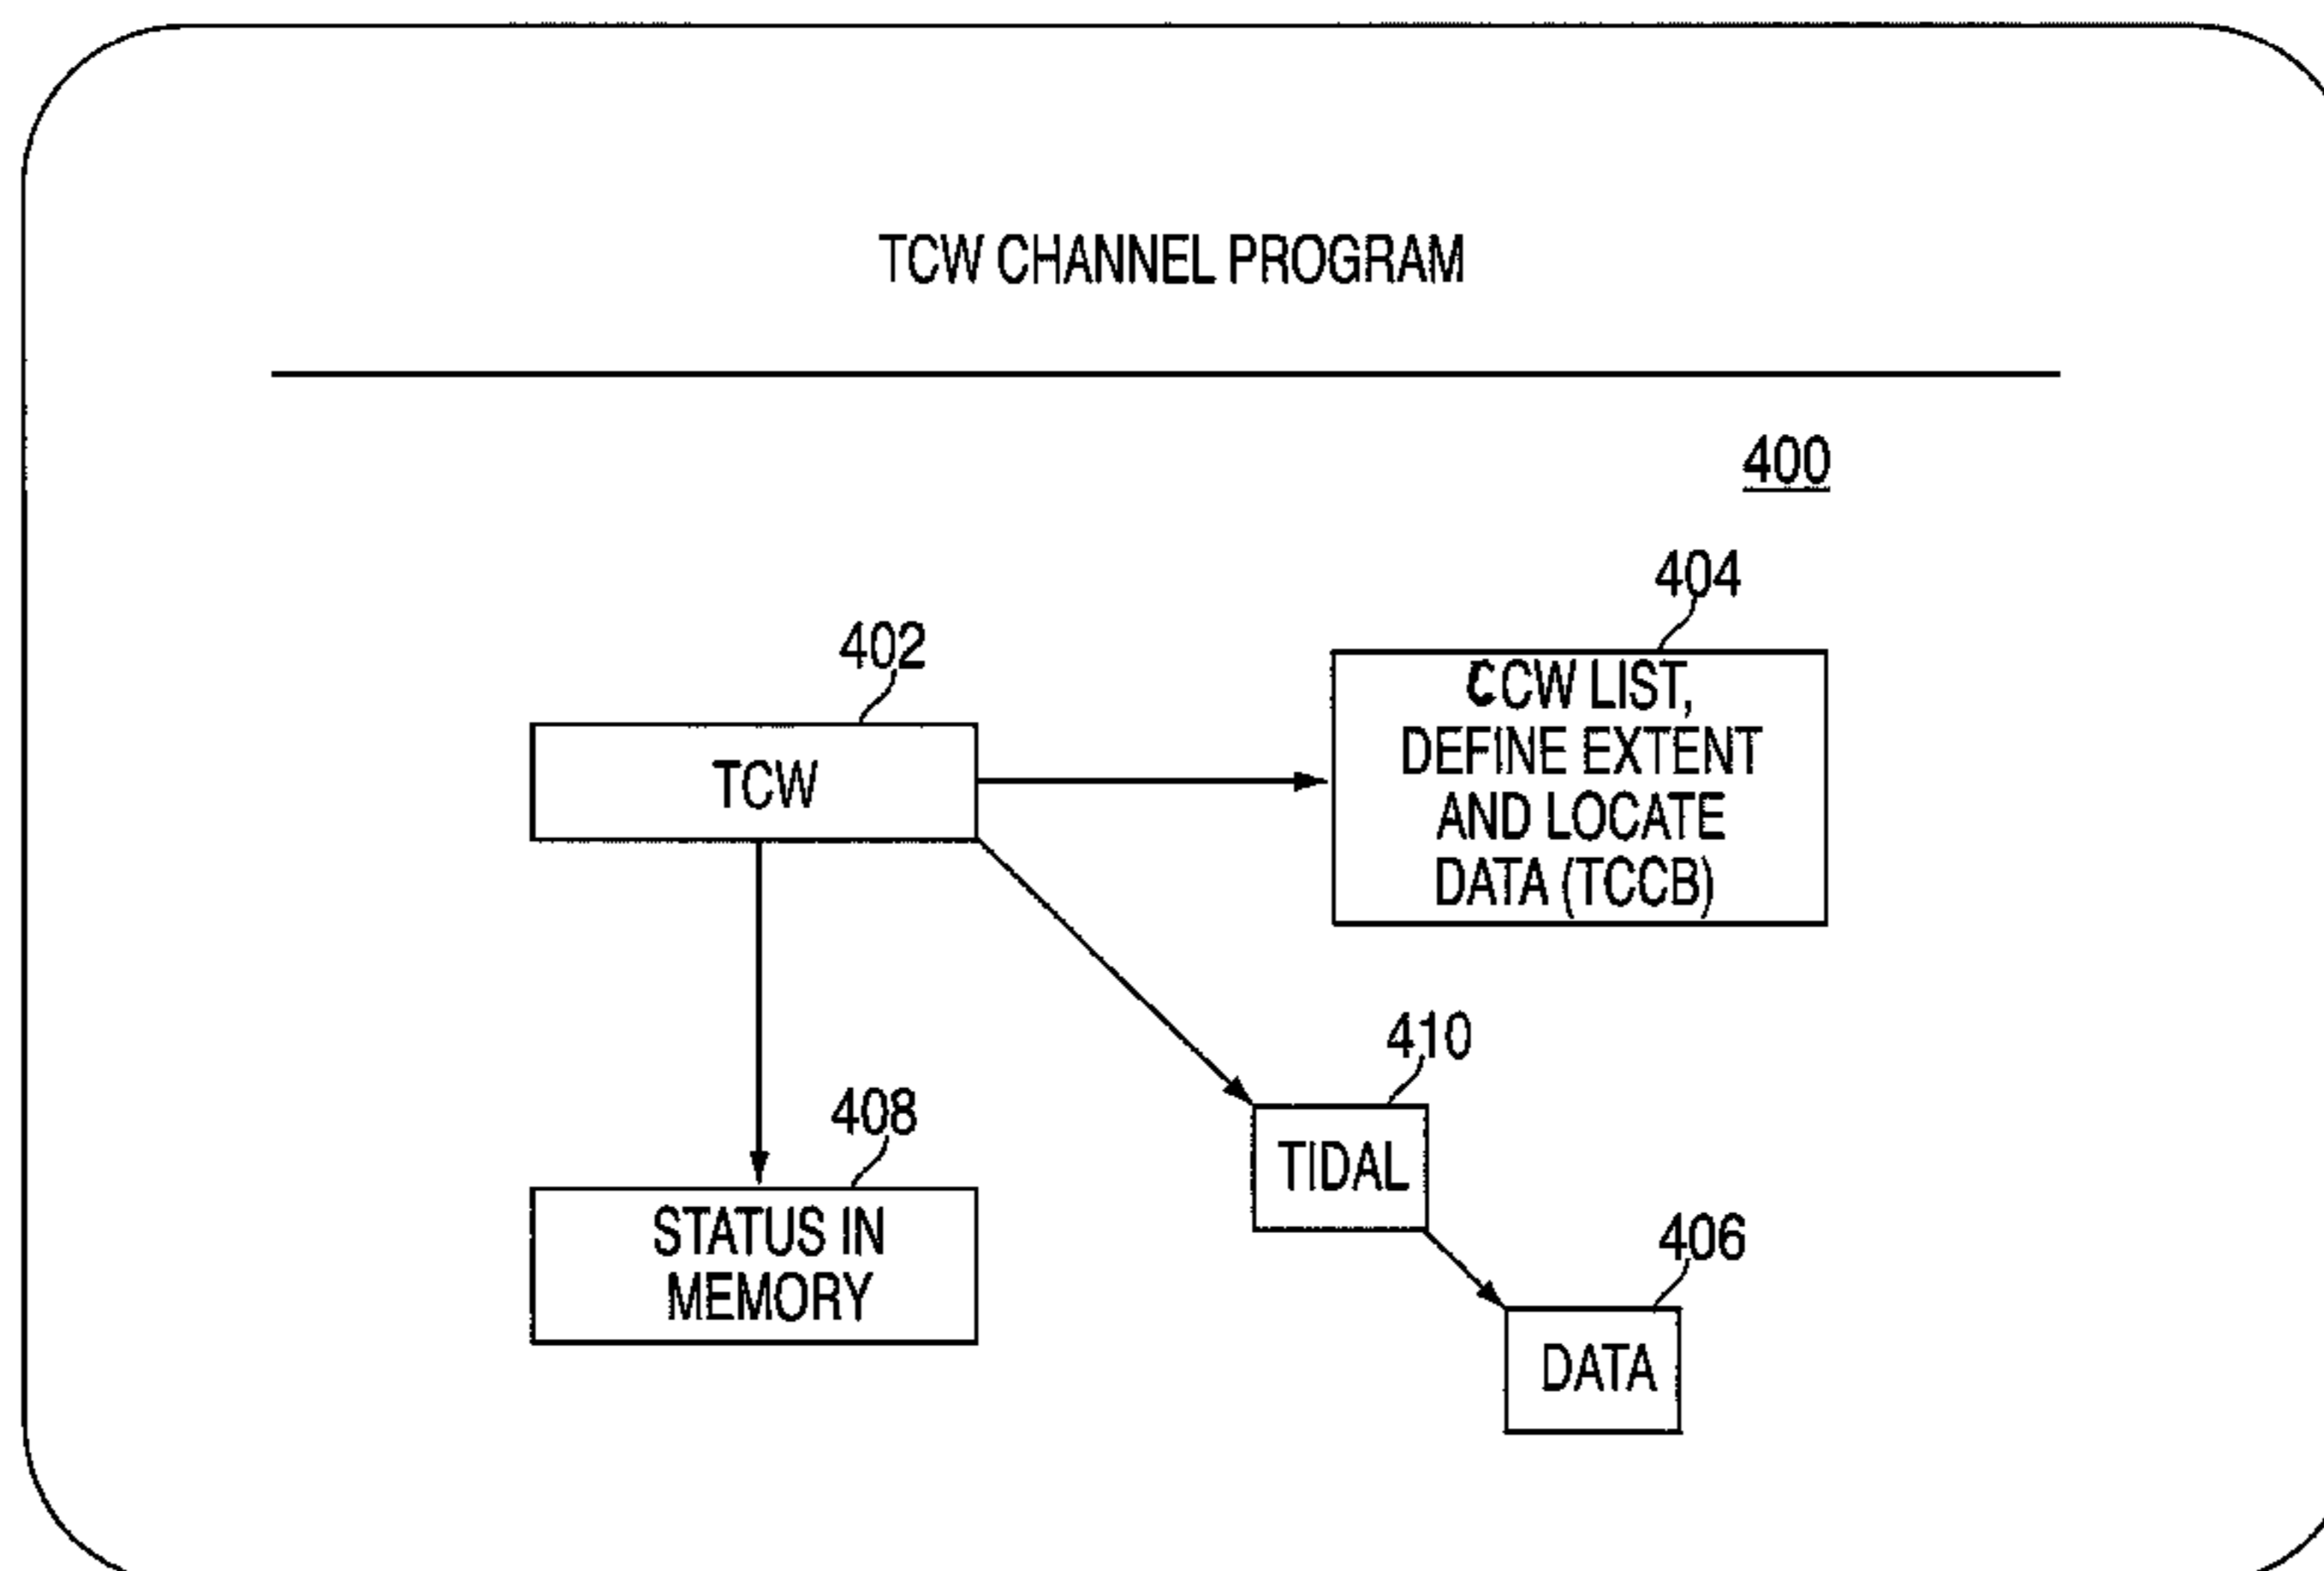 TCW CHANNEL PROGRAM
400
404
402
CCW LIST,
DEFINE EXTENT
AND LOCATE
DATA (TCCB)
TCW
410
408
TIDAL
STATUS IN
MEMORY
406
DATA